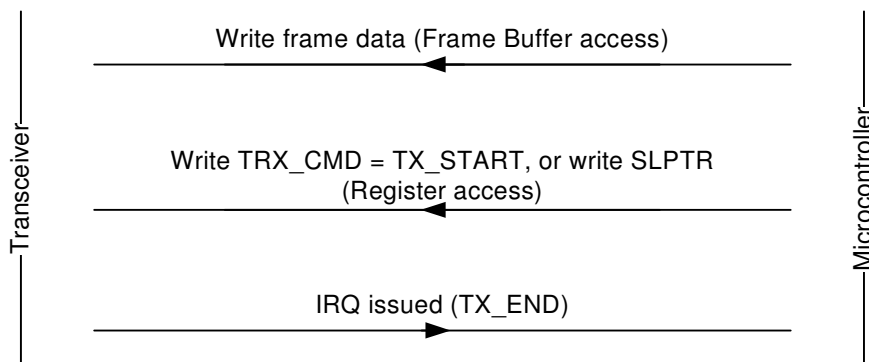 Write frame data (Frame Buffer access)
Transceiver
Write TRX_CMD = TX_START, or write SLPTR
(Register access)
Microcontroller
IRQ issued (TX_END)